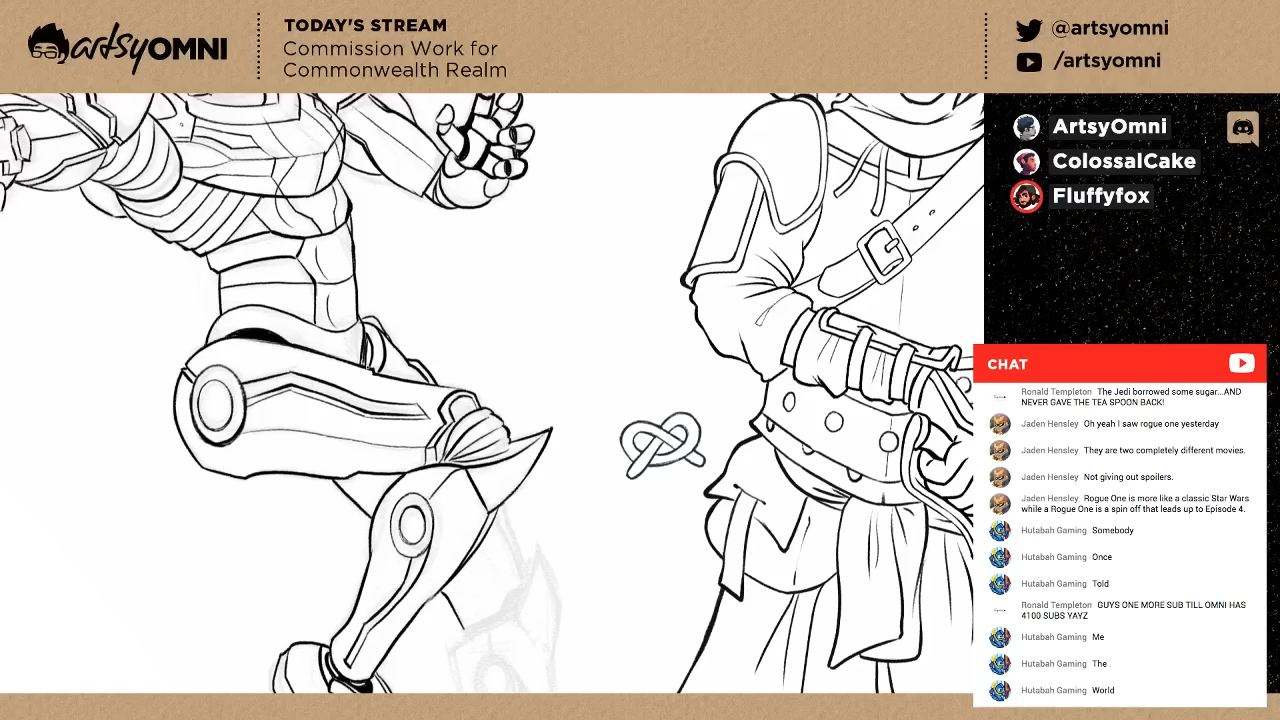 artsyOMNI
TODAY'S STREAM
Commission Work for
Commonwealth Realm
@artsyomni
/artsyomni
ArtsyOmni
ColossalCake
Fluffyfox
CHAT
Ronald Templeton The Jedi borrowed some sugar...AND
NEVER GAVE THE TEA SPOON BACK!
Jaden Hensley Oh yeah I saw rogue one yesterday
Jaden Hensley They are two completely different movies.
Jaden Hensley Not giving out spoilers.
Jaden Hensley Rogue One is more like a classic Star Wars
while a Rogue One is a spin off that leads up to Episode 4.
Hutabah Gaming Somebody
Hutabah Gaming Once
Hutabah Gaming Told
Ronald Templeton GUYS ONE MORE SUB TILL OMNI HAS
4100 SUBS YAYZ
Hutabah Gaming Me
Hutabah Gaming The
Hutabah Gaming World